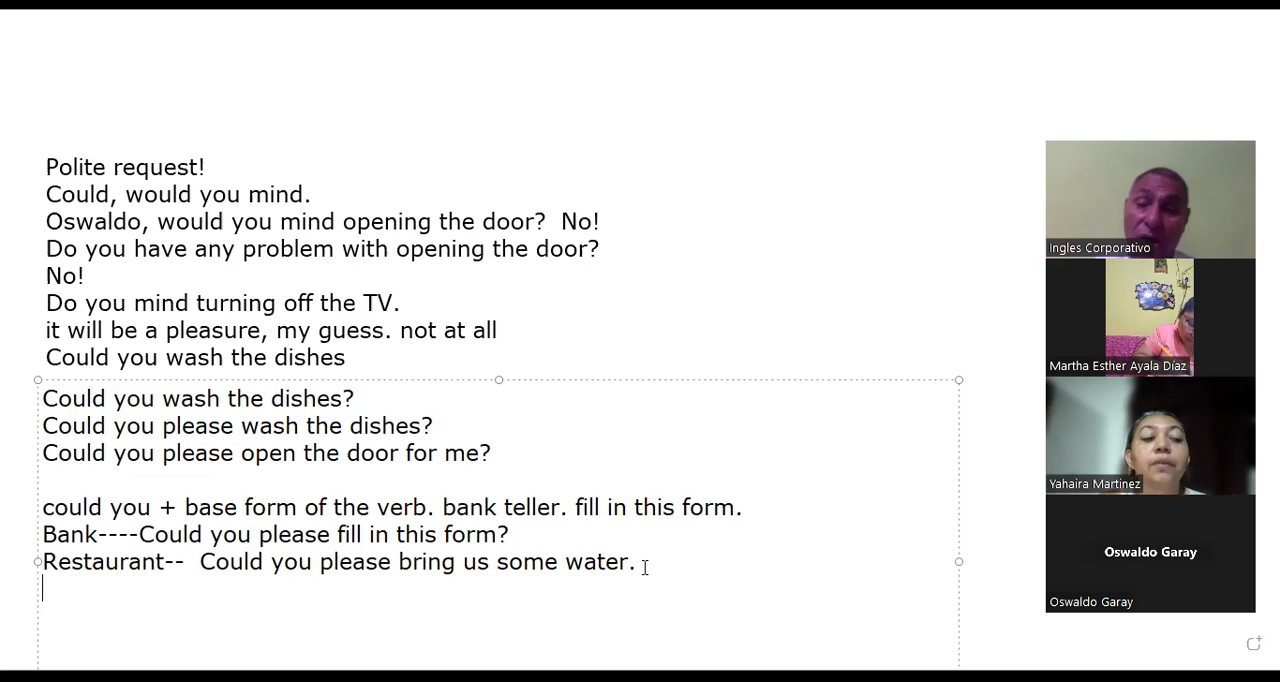 Polite request!
Could, would you mind.
Oswaldo, would you mind opening the door?  No!
Do you have any problem with opening the door?
No!
Do you mind turning off the TV.
it will be a pleasure, my guess. not at all
Could you wash the dishes
Could you wash the dishes?
Could you please wash the dishes?
Could you please open the door for me?
could you + base form of the verb. bank teller. fill in this form.
Bank----Could you please fill in this form?
Restaurant--  Could you please bring us some water.
Ingles Corporativo
Martha Esther Ayala Díaz
Yahaira Martinez
Oswaldo Garay
Oswaldo Garay